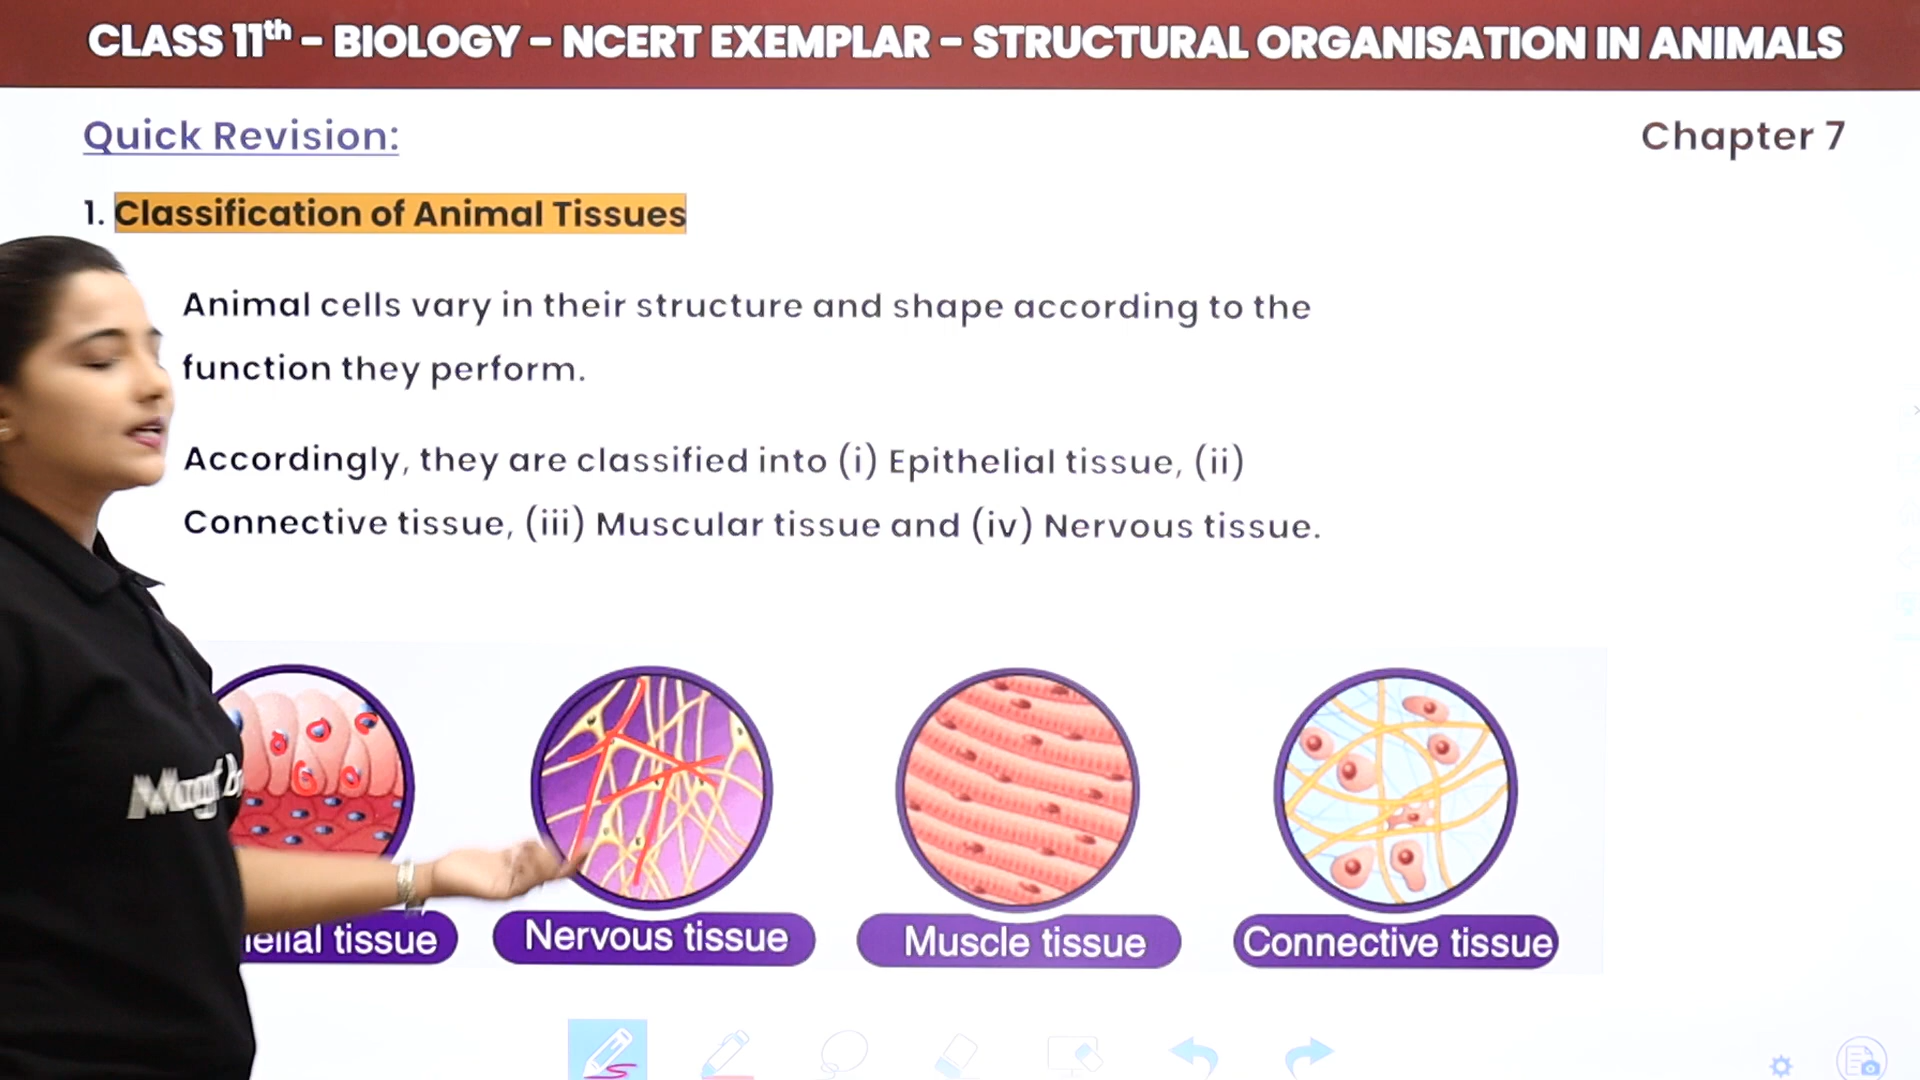 CLASS 11th - BIOLOGY - NCERT EXEMPLAR - STRUCTURAL ORGANISATION IN ANIMALS
Quick Revision:
Chapter 7
1. Classification of Animal Tissues
Animal cells vary in their structure and shape according to the
function they perform.
Accordingly, they are classified into (i) Epithelial tissue, (ii)
Connective tissue, (iii) Muscular tissue and (iv) Nervous tissue.
tissue
Nervous tissue
Muscle tissue
Connective tissue